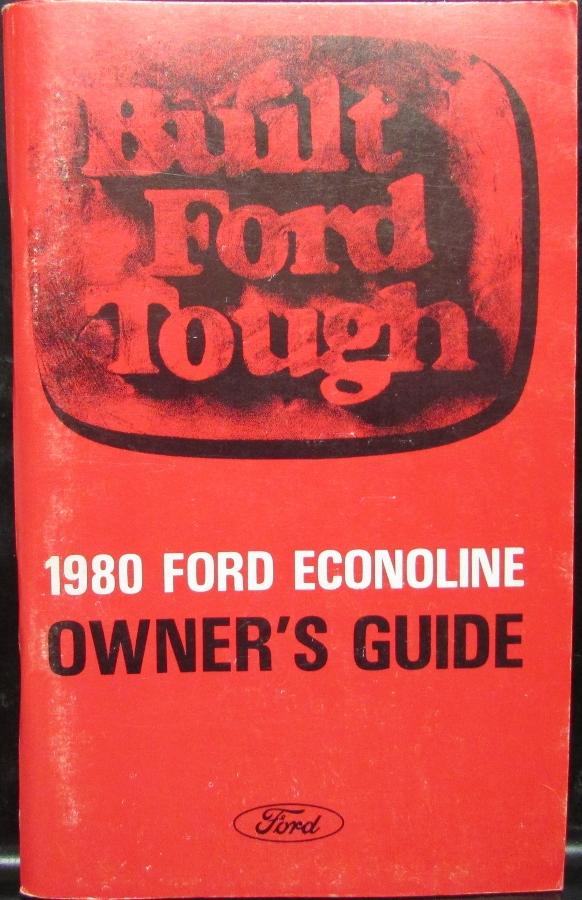 Built
Ford
Tough
1980 FORD ECONOLINE
OWNER'S GUIDE
Ford